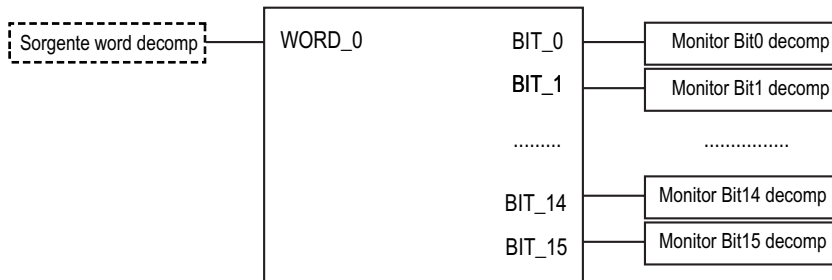 Sorgente word decomp
WORD_0
BIT_0
Monitor Bit0 decomp
BIT_1
Monitor Bit1 decomp
.........
................
BIT_14
Monitor Bit14 decomp
BIT_15
Monitor Bit15 decomp